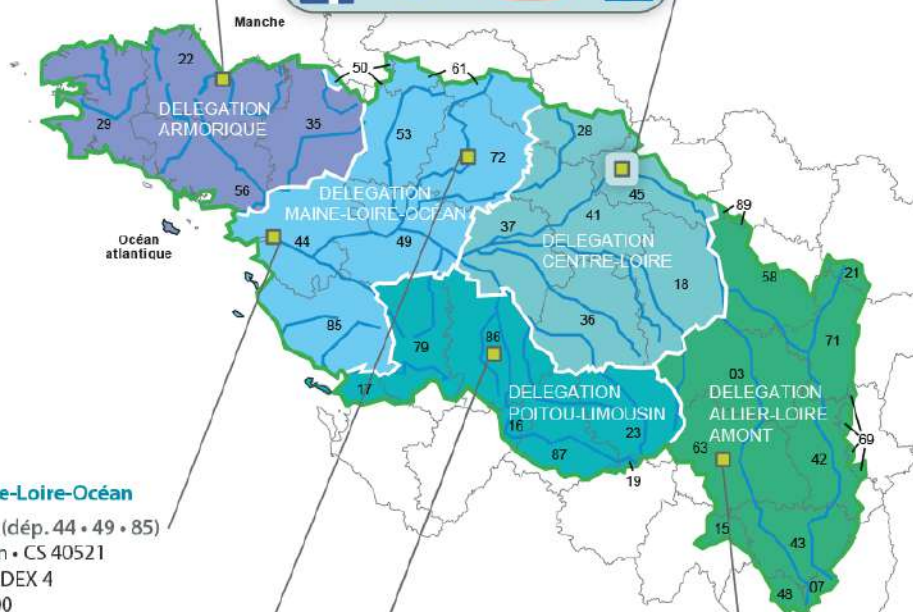 Manche
22
50
61
DELEGATION
ARMORIQUE
29
35
53
72
28
56
45
DELEGATION
MAINE-LOIRE-OCÉAN
41
89
37
Océan
atlantique
44
49
DELEGATION
CENTRE-LOIRE
58
21
18
85
36
71
79
86
03
17
DELEGATION
POITOU-LIMOUSIN
DELEGATION
ALLIER-LOIRE
AMONT
16
23
69
87
63
42
19
15
43
48
07
e-Loire-Océan
(dép. 44 • 49 • 85)
n • CS 40521
DEX 4